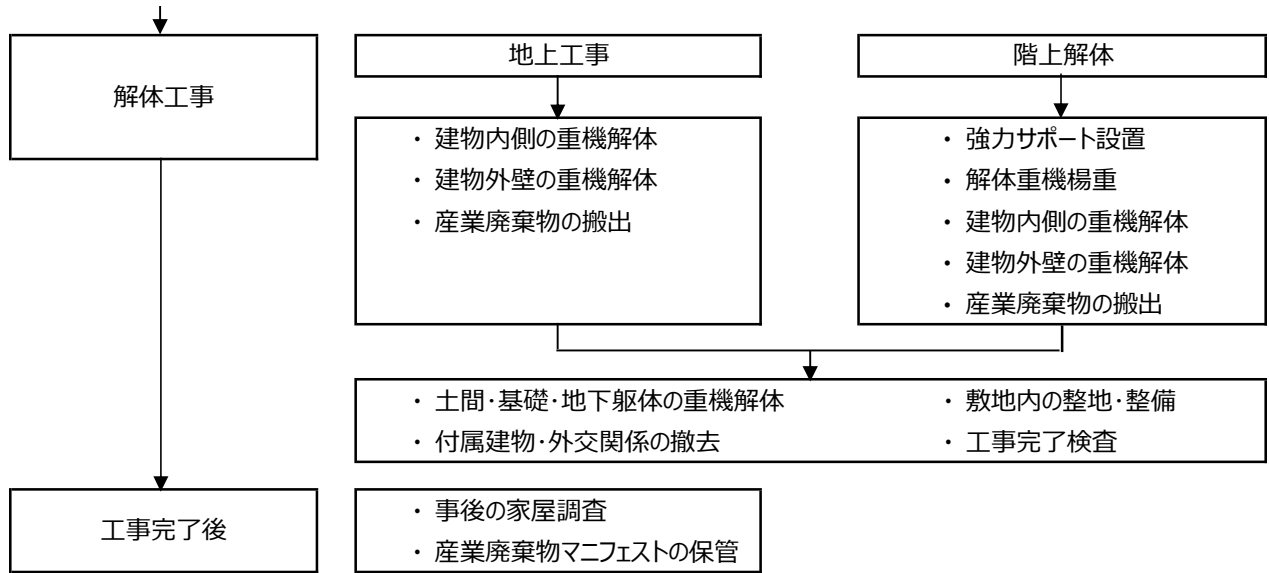 解体工事
地上工事
・ 建物内側の重機解体
・ 建物外壁の重機解体
・ 産業廃棄物の搬出
階上解体
・ 強力サポート設置
・ 解体重機楊重
・ 建物内側の重機解体
・ 建物外壁の重機解体
・ 産業廃棄物の搬出
・ 土間・基礎・地下躯体の重機解体
・ 付属建物・外交関係の撤去
・ 敷地内の整地・整備
・ 工事完了検査
工事完了後
・ 事後の家屋調査
・ 産業廃棄物マニフェストの保管